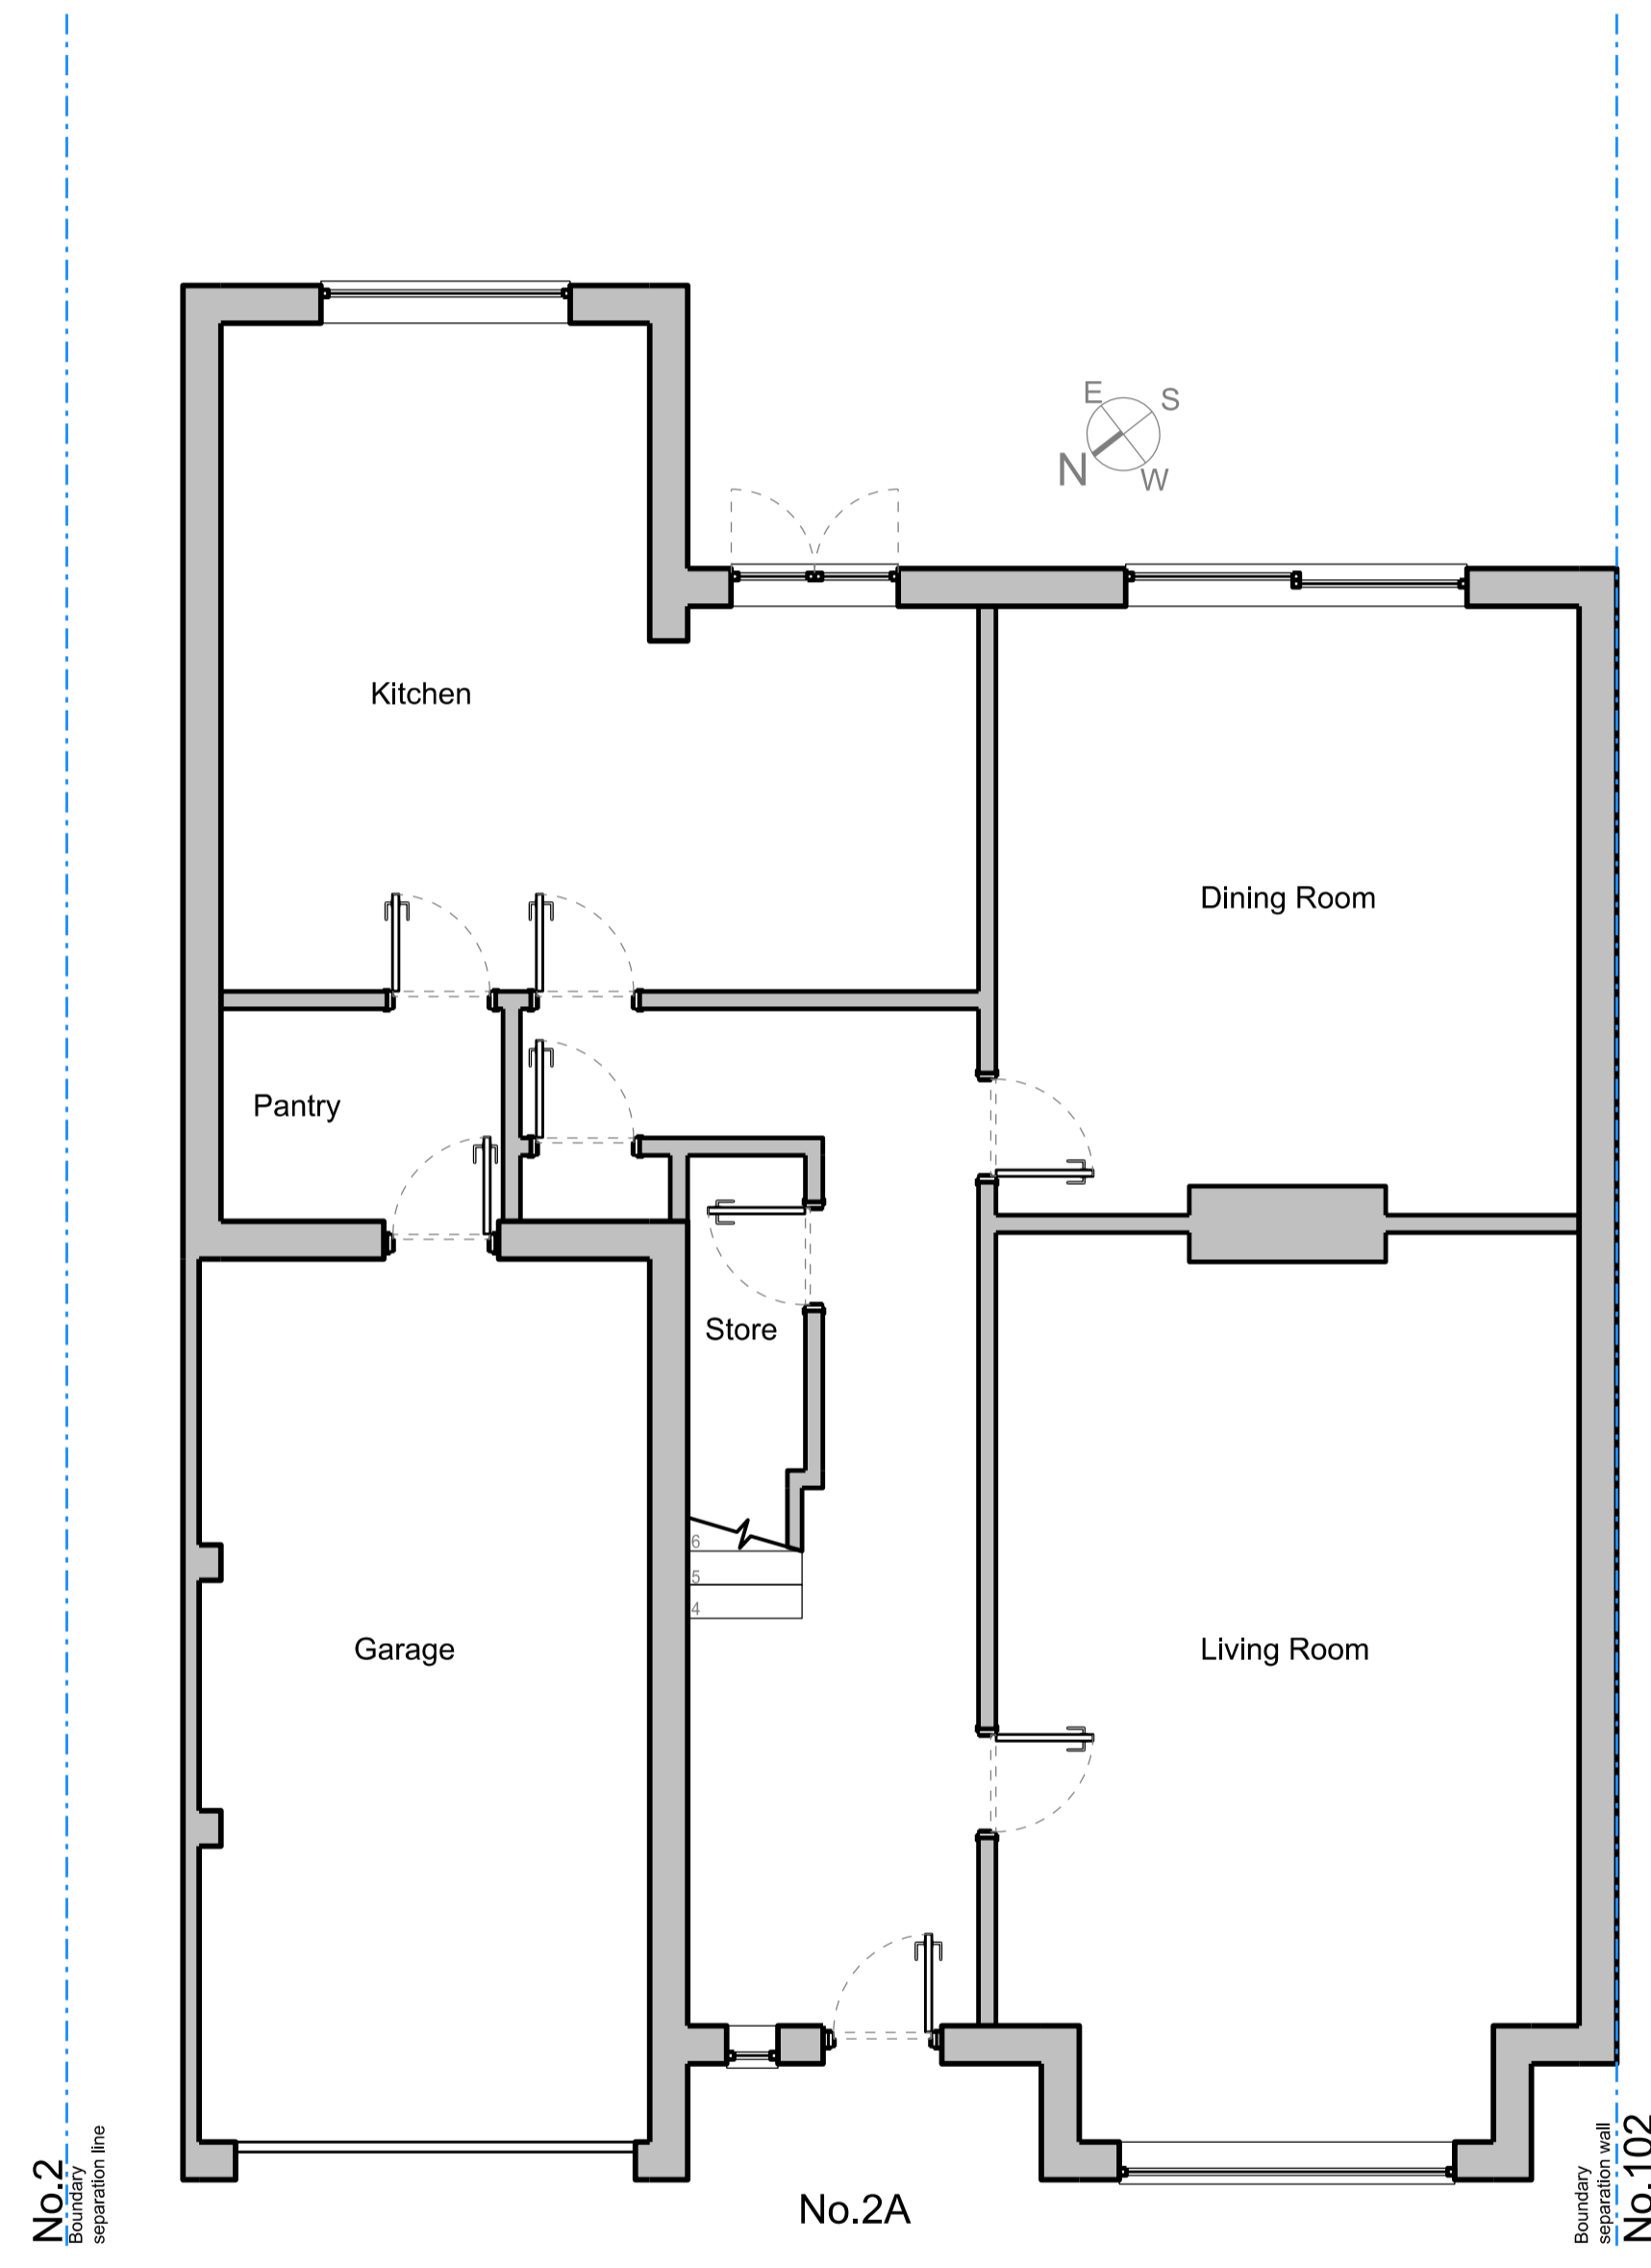 E
S
N
W
Kitchen
Dining Room
Pantry
Store
6
5
4
Garage
Living Room
No.2
Boundary
separation line
No.2A
Boundary
separation wall
No.102